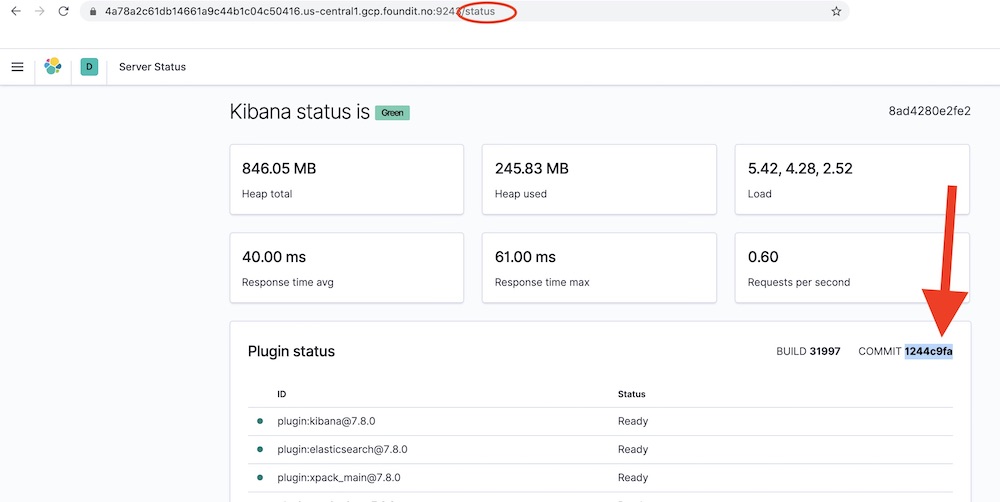 4a78a2c61db14661a9c44b1c04c50416.us-central1.gcp.foundit.no:9243/status
D
Server Status
Kibana status is Green
8ad4280e2fe2
846.05 MB
Heap total
245.83 MB
Heap used
5.42, 4.28, 2.52
Load
40.00 ms
Response time avg
61.00 ms
Response time max
0.60
Requests per second
Plugin status
BUILD 31997 COMMIT 1244c9fa
ID Status
plugin:kibana@7.8.0 Ready
plugin:elasticsearch@7.8.0 Ready
plugin:xpack_main@7.8.0 Ready